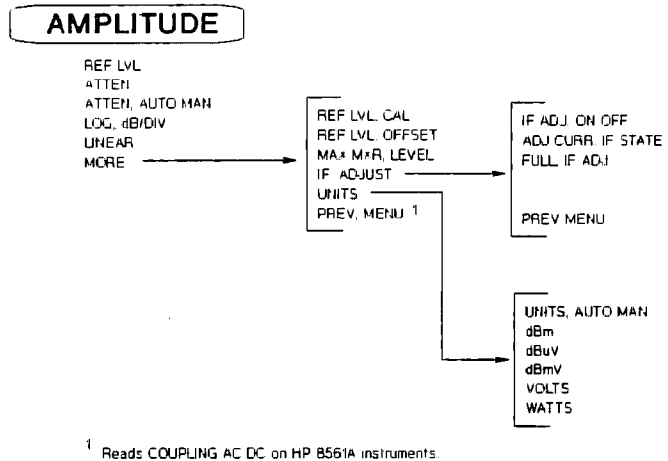 AMPLITUDE
REF LVL
ATTEN
ATTEN, AUTO MAN
LOG, dB/DIV
LINEAR
MORE
REF LVL. CAL
REF LVL. OFFSET
MAX MXR, LEVEL
IF ADJUST
UNITS
PREV, MENU 1
IF ADJ. ON OFF
ADJ CURR. IF STATE
FULL. IF ADJ
PREV MENU
UNITS, AUTO MAN
dBm
dBuV
dBmV
VOLTS
WATTS
1 Reads COUPLING AC DC on HP 8561A instruments.